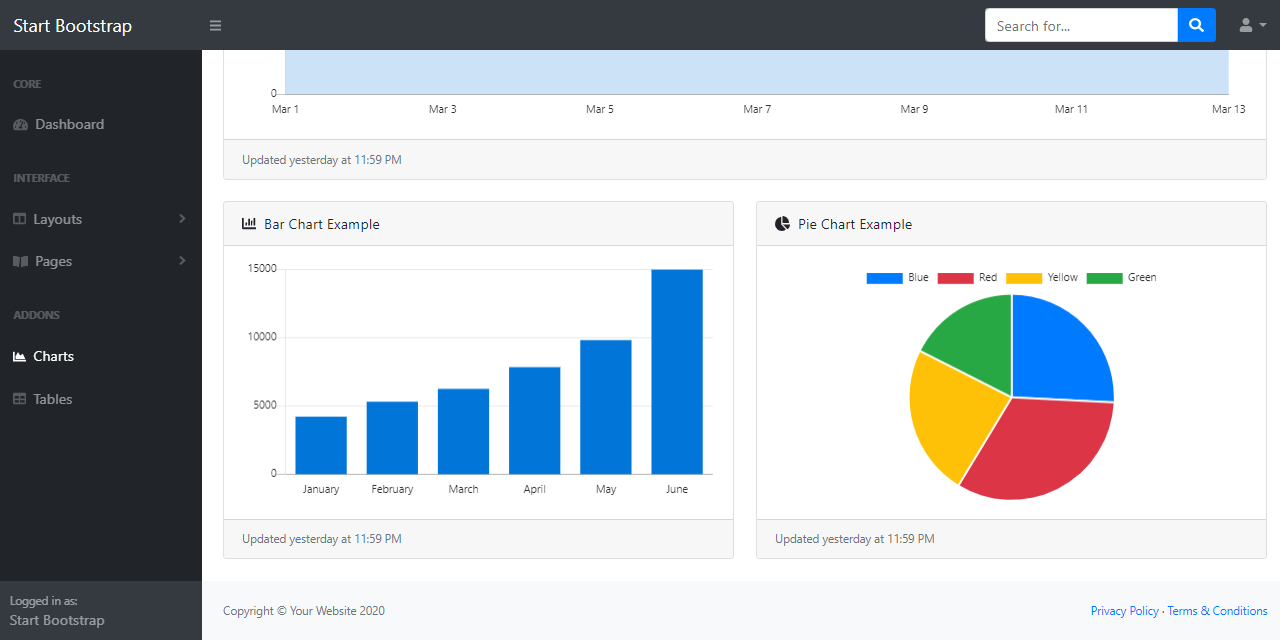 Start Bootstrap
Search for...
CORE
Dashboard
INTERFACE
Layouts
Pages
ADDONS
Charts
Tables
Logged in as:
Start Bootstrap
0
Mar 1 Mar 3 Mar 5 Mar 7 Mar 9 Mar 11 Mar 13
Updated yesterday at 11:59 PM
Bar Chart Example
15000
10000
5000
0
January February March April May June
Updated yesterday at 11:59 PM
Pie Chart Example
Blue Red Yellow Green
Updated yesterday at 11:59 PM
Copyright © Your Website 2020
Privacy Policy · Terms & Conditions